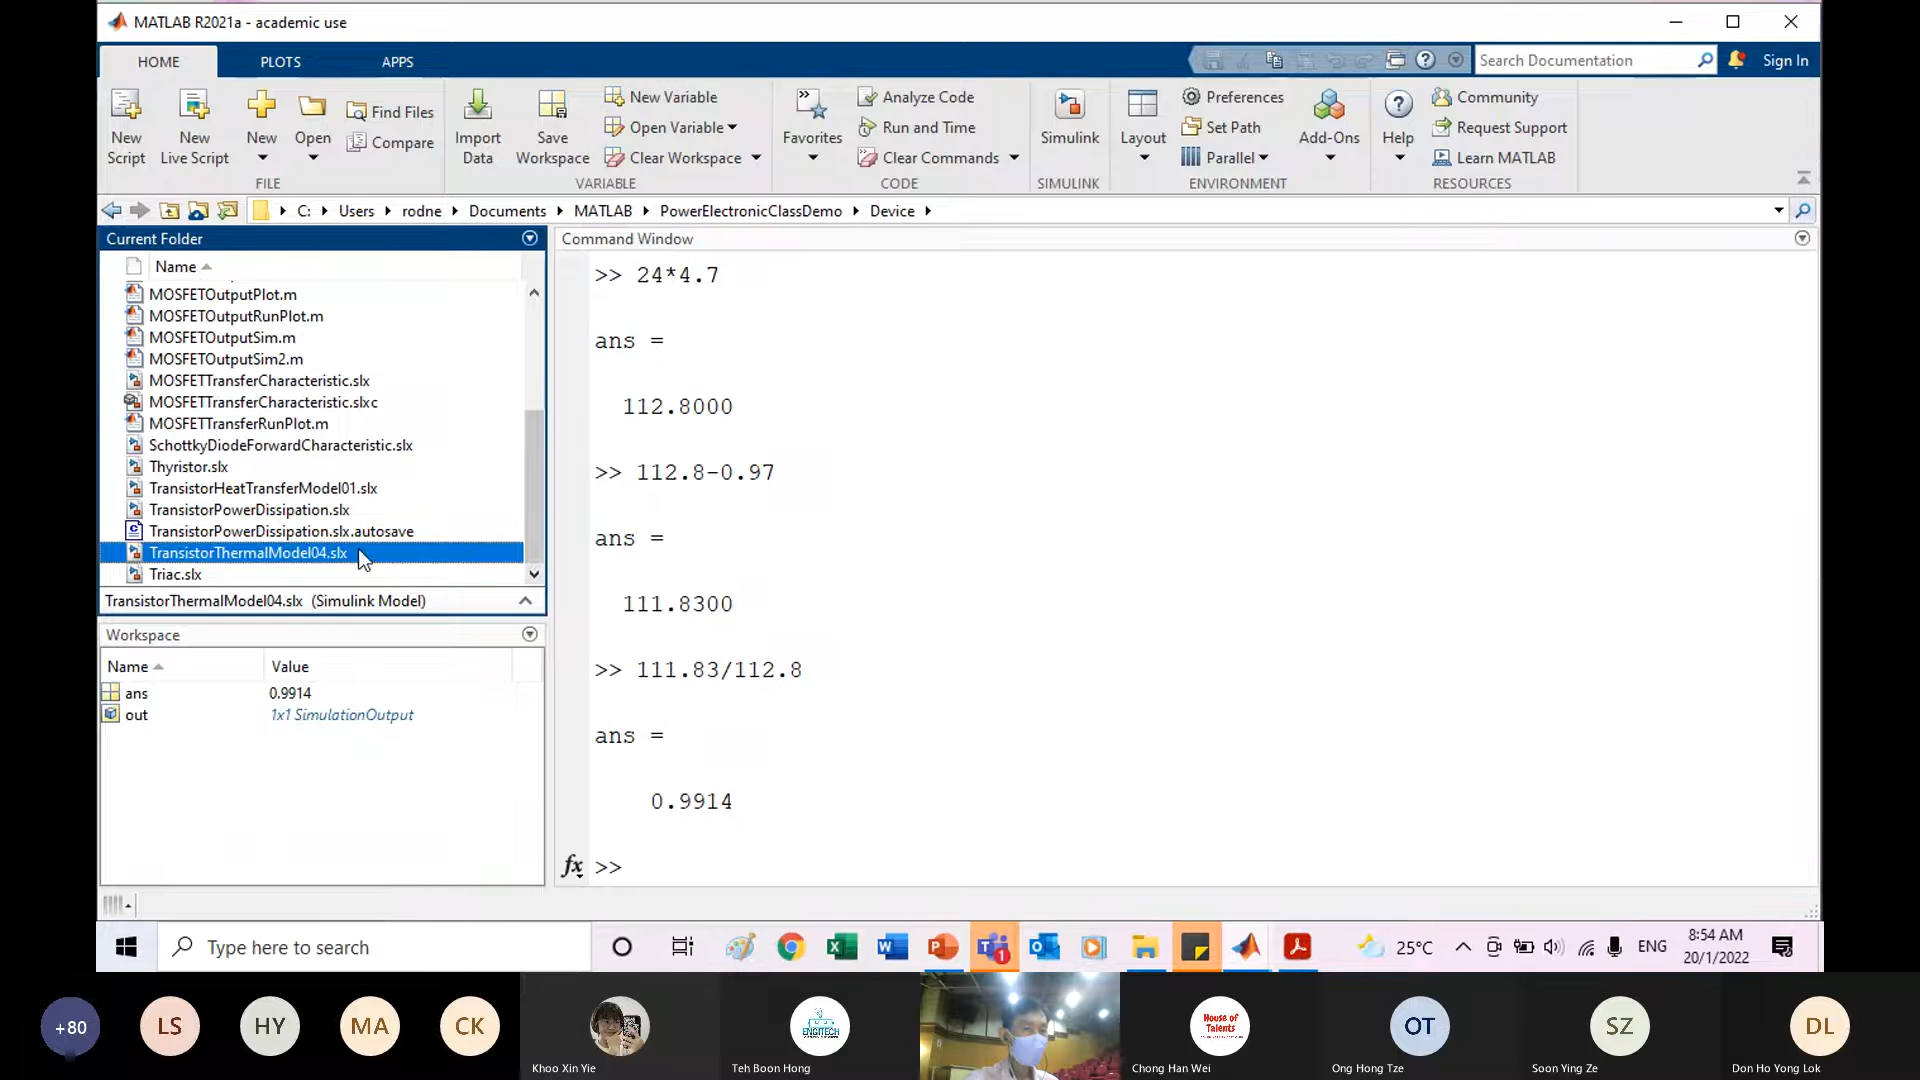 MATLAB R2021a - academic use
HOME
PLOTS
APPS
Search Documentation
Sign In
New Script
New Live Script
New
Open
Find Files
Compare
Import Data
Save Workspace
New Variable
Open Variable
Clear Workspace
Favorites
Analyze Code
Run and Time
Clear Commands
Simulink
Layout
Preferences
Set Path
Parallel
Add-Ons
Help
Community
Request Support
Learn MATLAB
FILE
VARIABLE
CODE
SIMULINK
ENVIRONMENT
RESOURCES
C: Users rodne Documents MATLAB PowerElectronicClassDemo Device
Current Folder
Name
MOSFETOutputPlot.m
MOSFETOutputRunPlot.m
MOSFETOutputSim.m
MOSFETOutputSim2.m
MOSFETTransferCharacteristic.slx
MOSFETTransferCharacteristic.slxc
MOSFETTransferRunPlot.m
SchottkyDiodeForwardCharacteristic.slx
Thyristor.slx
TransistorHeatTransferModel01.slx
TransistorPowerDissipation.slx
TransistorPowerDissipation.slx.autosave
TransistorThermalModel04.slx
Triac.slx
TransistorThermalModel04.slx (Simulink Model)
Workspace
Name Value
ans 0.9914
out 1x1 SimulationOutput
Command Window
>> 24*4.7
ans =
112.8000
>> 112.8-0.97
ans =
111.8300
>> 111.83/112.8
ans =
0.9914
fx >>
Type here to search
1
25°C
ENG
8:54 AM
20/1/2022
+80
LS
HY
MA
CK
Khoo Xin Yie
ENGITECH
Teh Boon Hong
House of Talents
Chong Han Wei
OT
Ong Hong Tze
SZ
Soon Ying Ze
DL
Don Ho Yong Lok